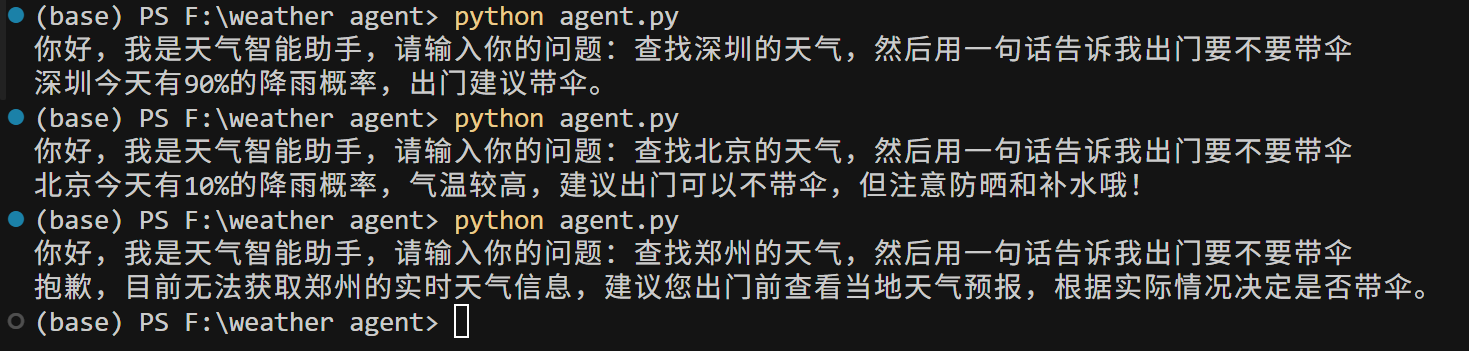 (base) PS F:\weather agent> python agent.py
你好，我是天气智能助手，请输入你的问题：查找深圳的天气，然后用一句话告诉我出门要不要带伞
深圳今天有90%的降雨概率，出门建议带伞。
(base) PS F:\weather agent> python agent.py
你好，我是天气智能助手，请输入你的问题：查找北京的天气，然后用一句话告诉我出门要不要带伞
北京今天有10%的降雨概率，气温较高，建议出门可以不带伞，但注意防晒和补水哦！
(base) PS F:\weather agent> python agent.py
你好，我是天气智能助手，请输入你的问题：查找郑州的天气，然后用一句话告诉我出门要不要带伞
抱歉，目前无法获取郑州的实时天气信息，建议您出门前查看当地天气预报，根据实际情况决定是否带伞。
(base) PS F:\weather agent>